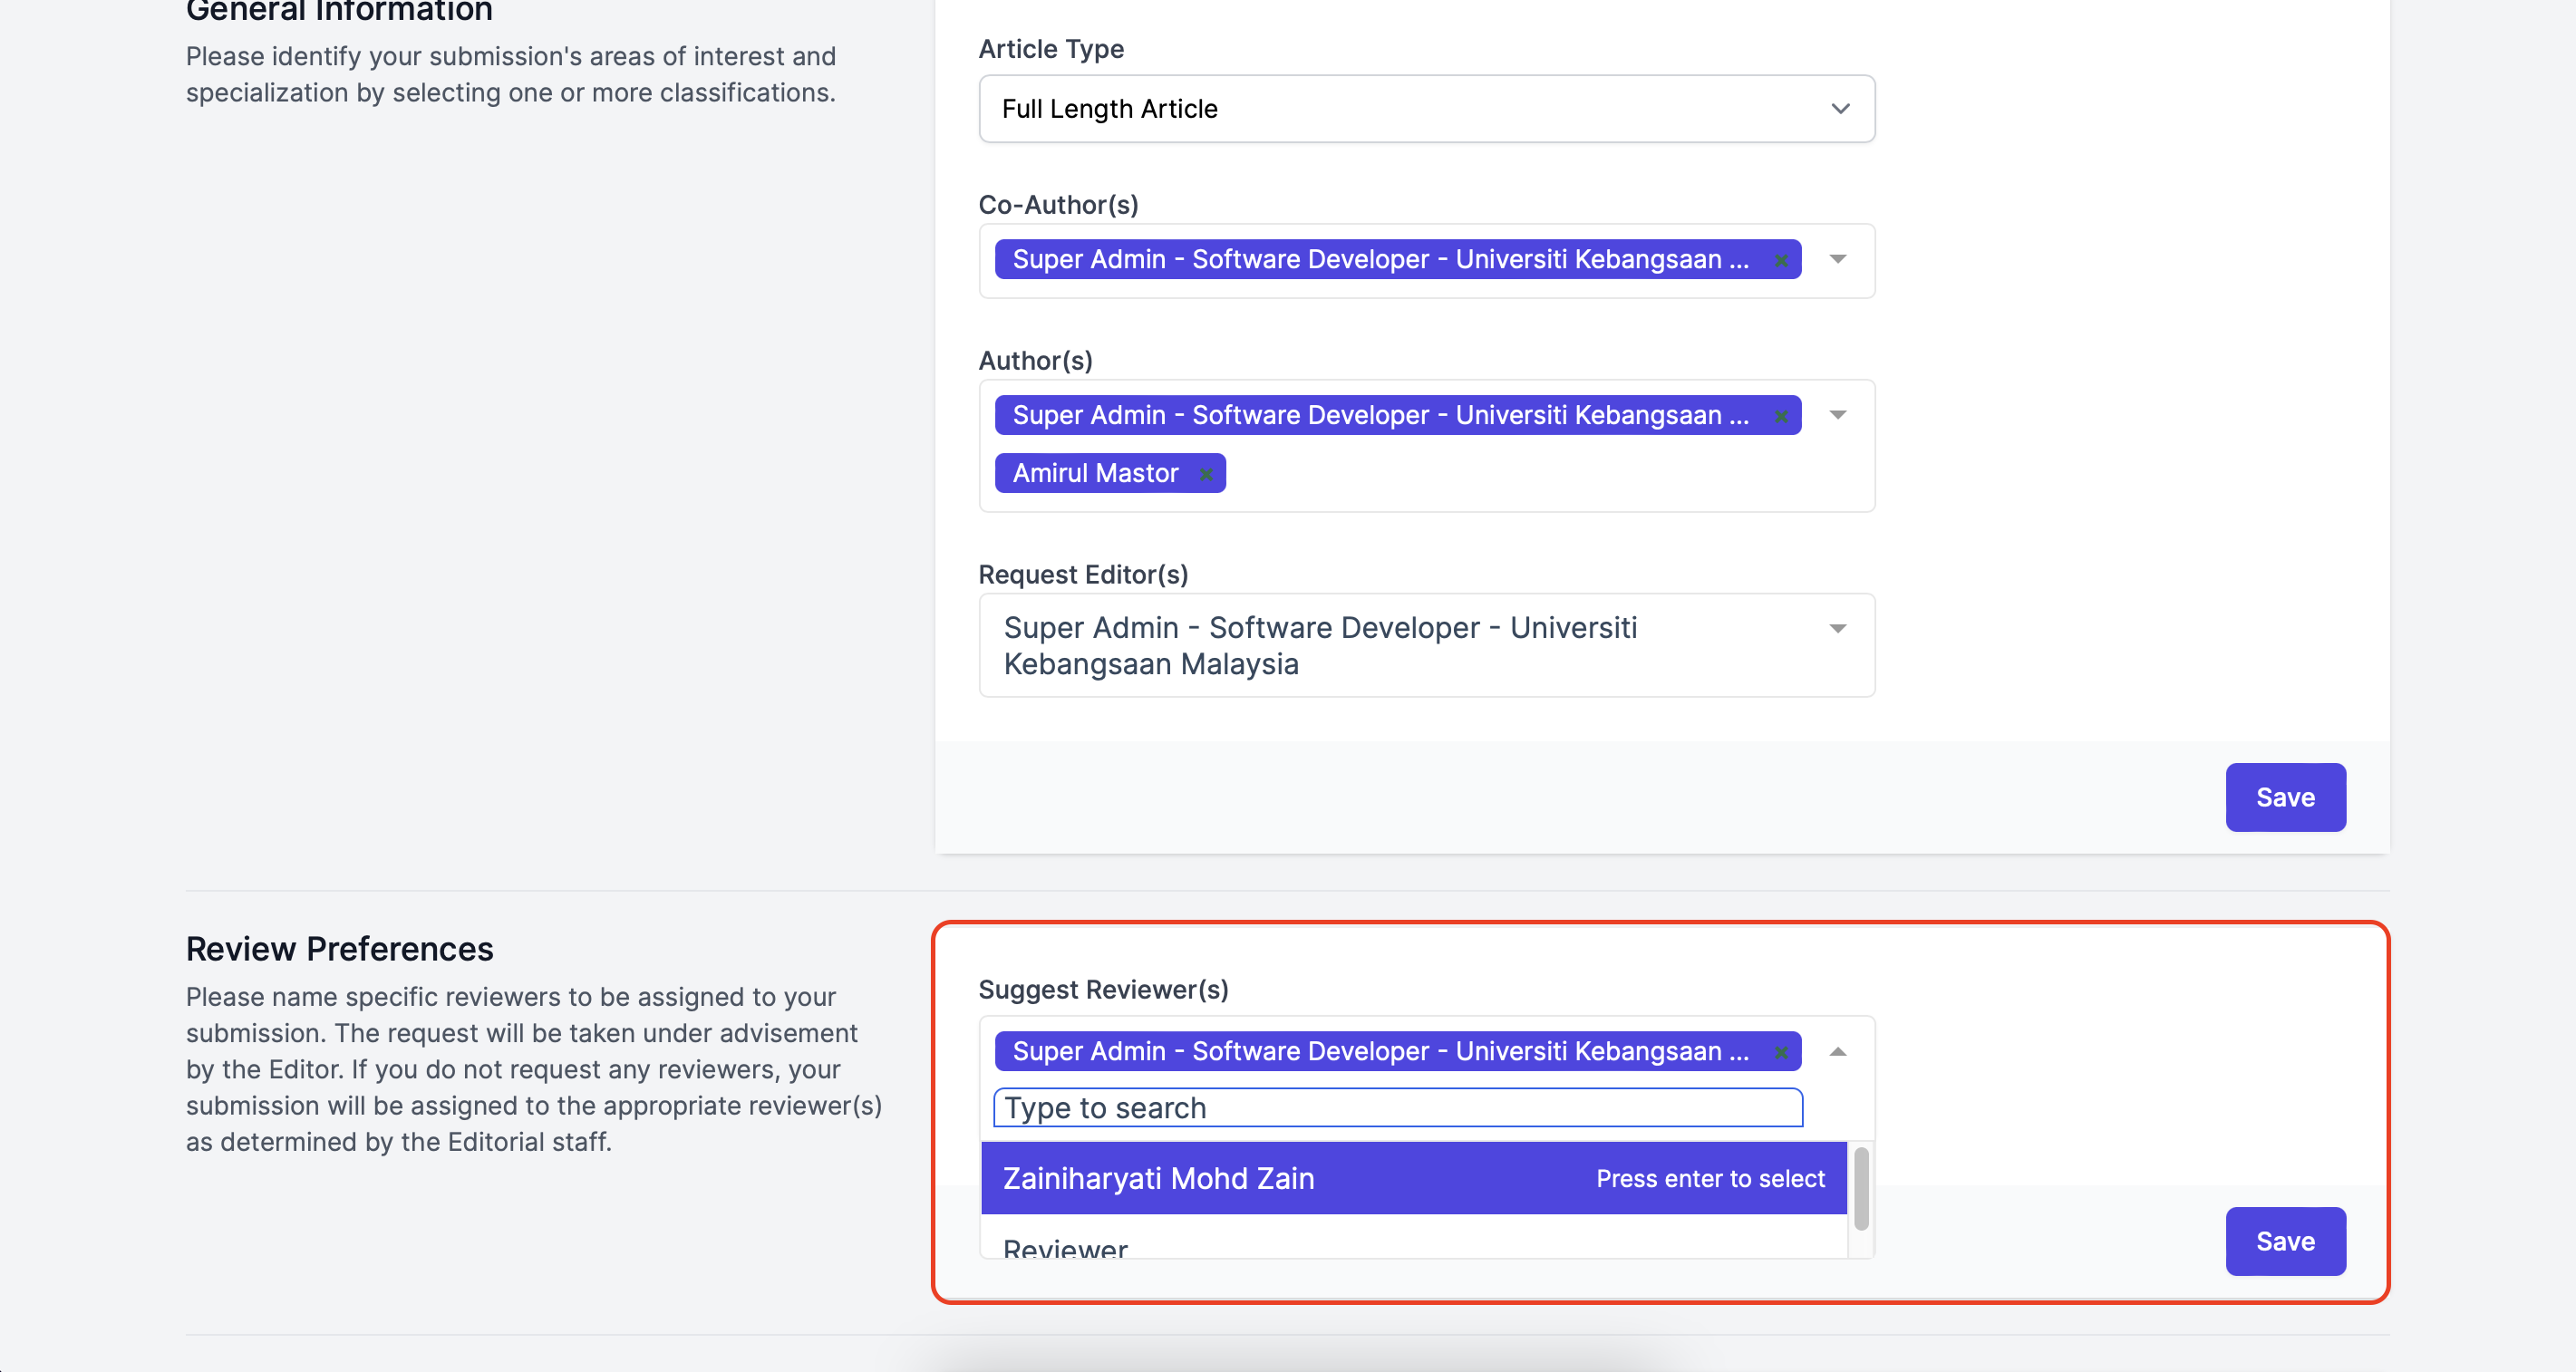 General Information
Please identify your submission's areas of interest and
specialization by selecting one or more classifications.
Article Type
Full Length Article
Co-Author(s)
Super Admin - Software Developer - Universiti Kebangsaan ...
Author(s)
Super Admin - Software Developer - Universiti Kebangsaan ...
Amirul Mastor
Request Editor(s)
Super Admin - Software Developer - Universiti
Kebangsaan Malaysia
Save
Review Preferences
Please name specific reviewers to be assigned to your
submission. The request will be taken under advisement
by the Editor. If you do not request any reviewers, your
submission will be assigned to the appropriate reviewer(s)
as determined by the Editorial staff.
Suggest Reviewer(s)
Super Admin - Software Developer - Universiti Kebangsaan ...
Type to search
Zainiharyati Mohd Zain Press enter to select
Reviewer
Save